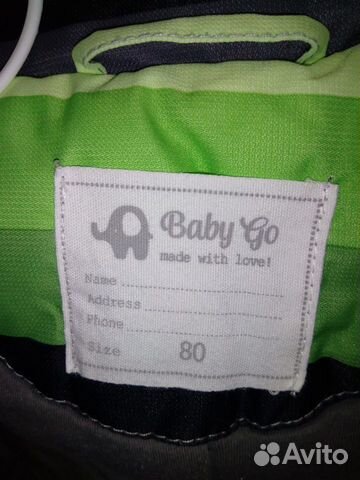 Baby Go
made with love!
Name
Address
Phone
Size 80
Avito